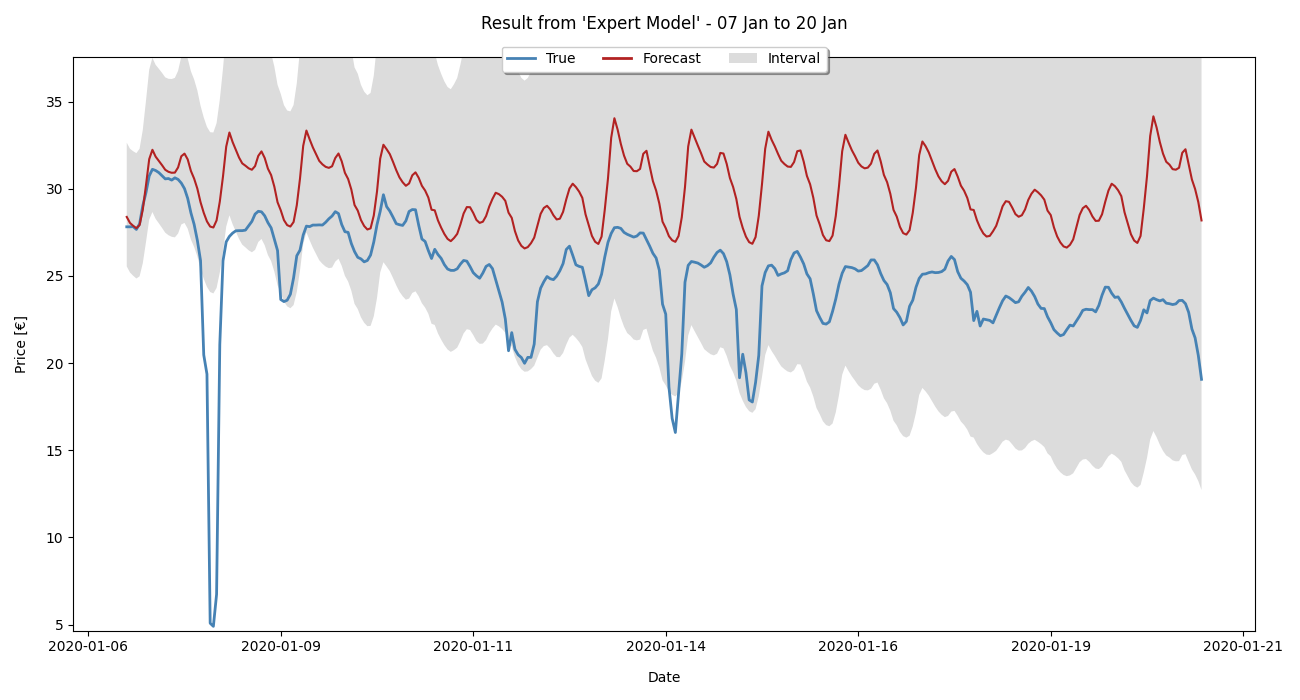 Result from 'Expert Model' - 07 Jan to 20 Jan
True Forecast Interval
Price [€]
35
30
25
20
15
10
5
2020-01-06 2020-01-09 2020-01-11 2020-01-14 2020-01-16 2020-01-19 2020-01-21
Date